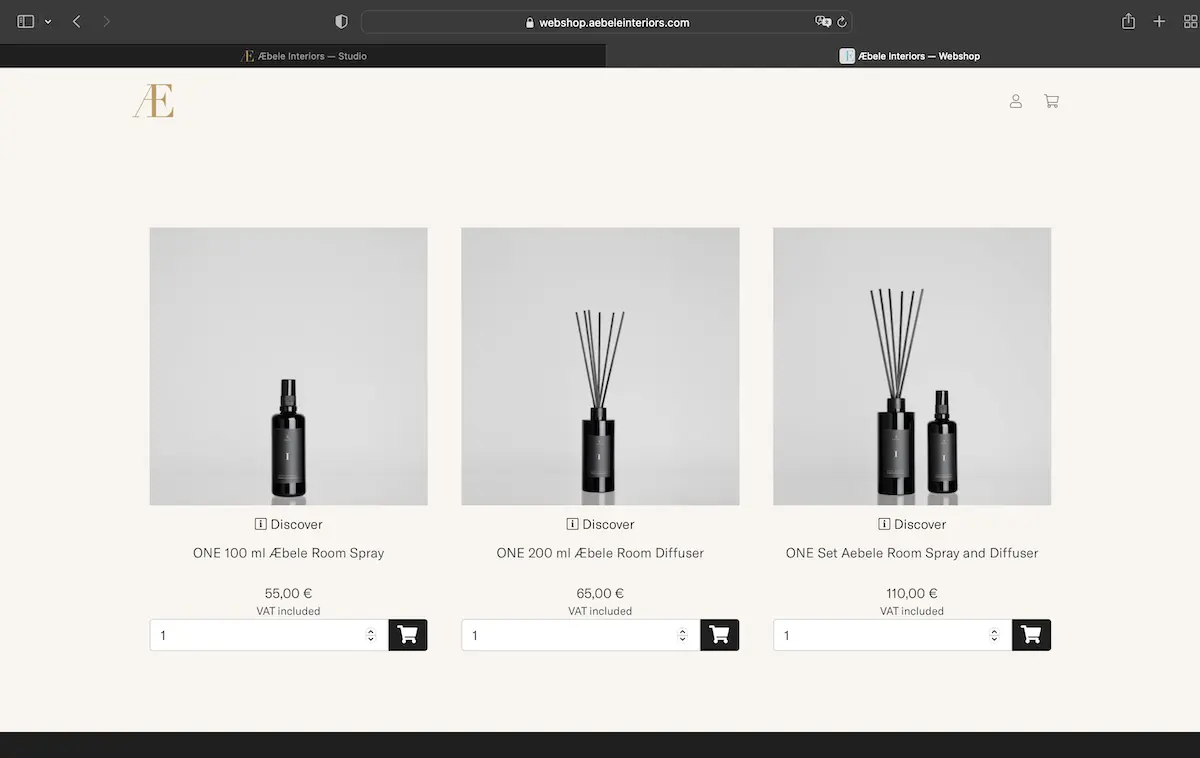 webshop.aebeleinteriors.com
Æbele Interiors — Studio
Æbele Interiors — Webshop
Æ
Discover
Discover
Discover
ONE 100 ml Æbele Room Spray
ONE 200 ml Æbele Room Diffuser
ONE Set Aebele Room Spray and Diffuser
55,00 €
65,00 €
110,00 €
VAT included
VAT included
VAT included
1
1
1